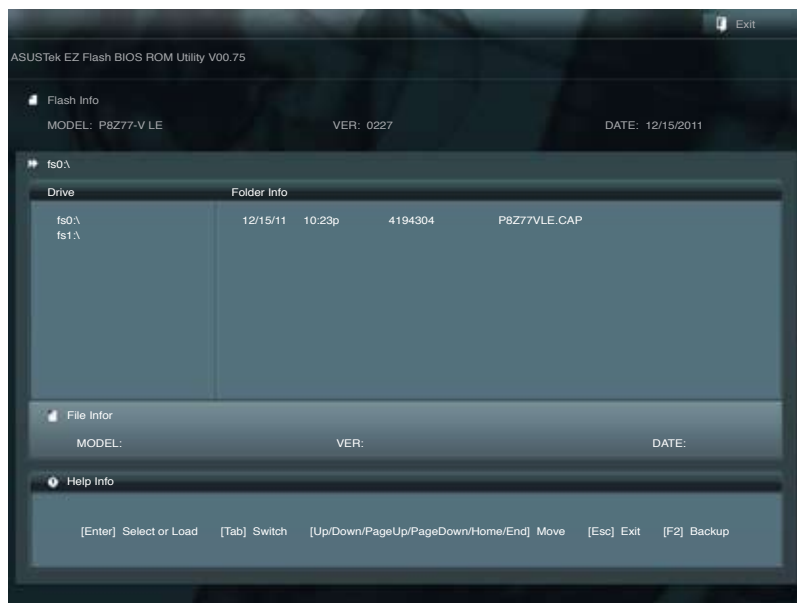 Exit
ASUSTek EZ Flash BIOS ROM Utility V00.75
Flash Info
MODEL: P8Z77-V LE VER: 0227 DATE: 12/15/2011
fs0:\
Drive Folder Info
fs0:\ 12/15/11 10:23p 4194304 P8Z77VLE.CAP
fs1:\
File Infor
MODEL: VER: DATE:
Help Info
[Enter] Select or Load [Tab] Switch [Up/Down/PageUp/PageDown/Home/End] Move [Esc] Exit [F2] Backup